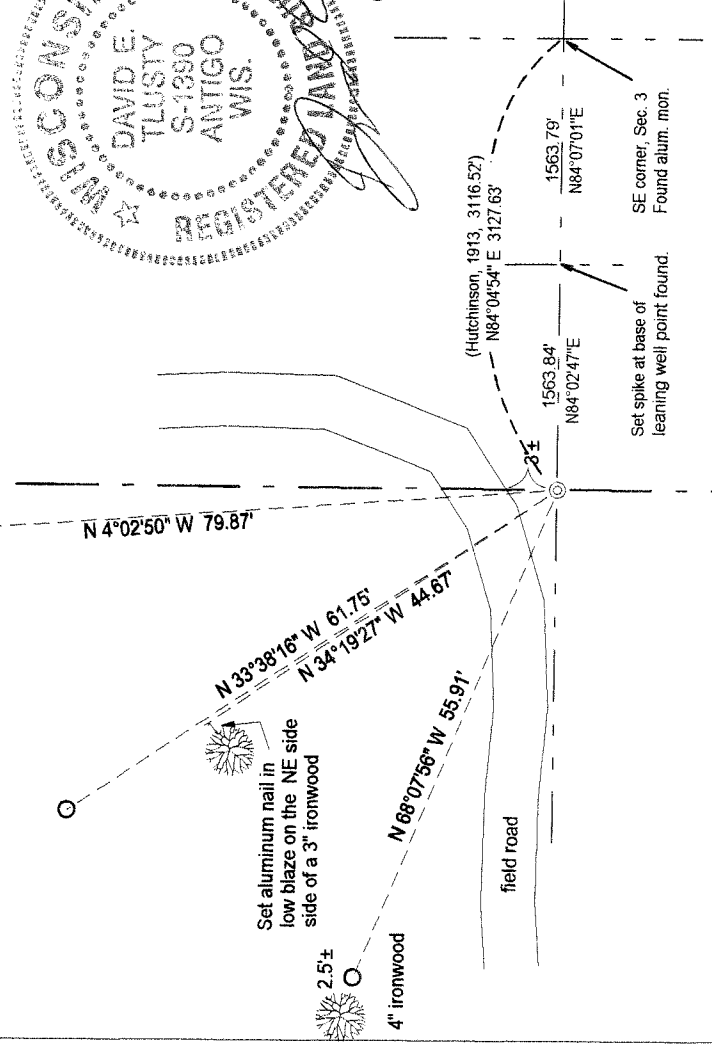 WISCONSIN
DAVID E.
TLUSTY
S-1390
ANTIGO
WIS.
REGISTERED LAND
N 4°02'50" W 79.87'
N 33°38'16" W 61.75'
N 34°19'27" W 44.67'
Set aluminum nail in
low blaze on the NE side
side of a 3" ironwood
N 68°07'56" W 55.91'
2.5'±
4" ironwood
field road
3'±
(Hutchinson, 1913, 3116.52')
N84°04'54" E 3127.63'
1563.84'
N84°02'47"E
1563.79'
N84°07'01"E
Set spike at base of
leaning well point found.
SE corner, Sec. 3
Found alum. mon.